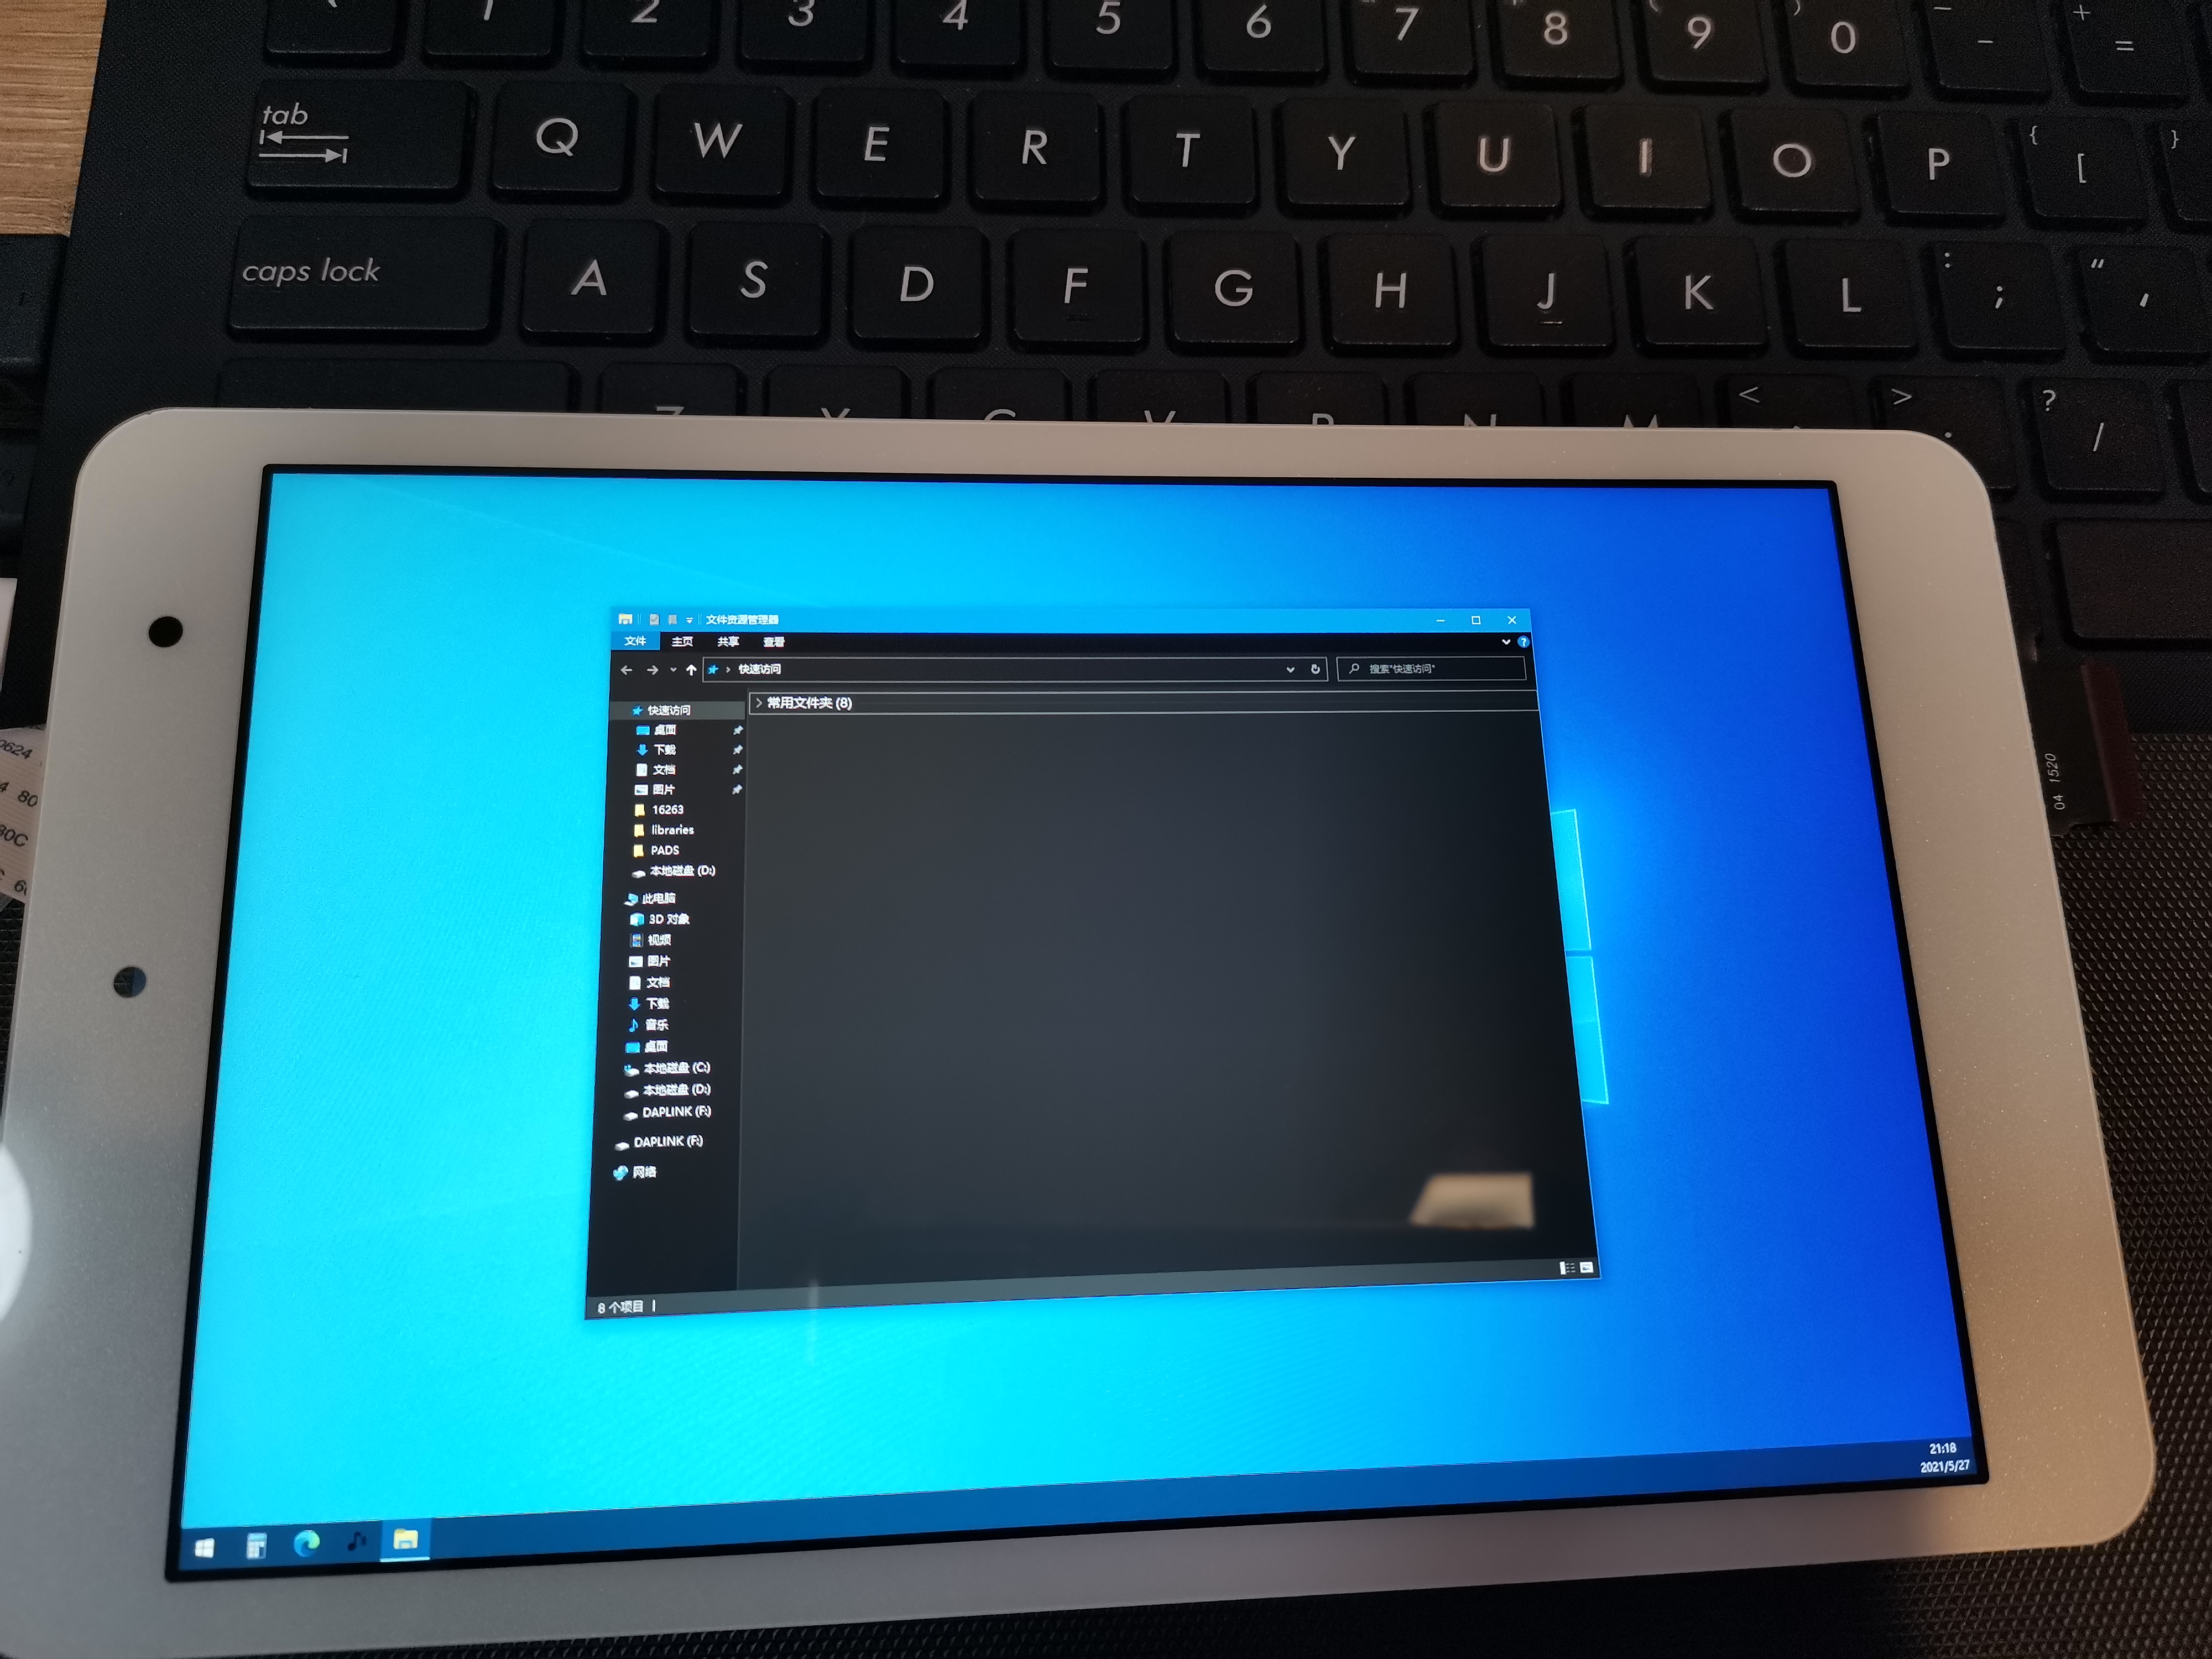 1 2 3 4 5 6 7 8 9 0 - + =
tab Q W E R T Y U I O P { [ }
caps lock A S D F G H J K L : ; " '
< > ? /
文件资源管理器
文件 主页 共享 查看 ?
快速访问 搜索"快速访问"
快速访问
常用文件夹 (8)
桌面
下载
文档
图片
16263
libraries
PADS
本地磁盘 (D:)
此电脑
3D 对象
视频
图片
文档
下载
音乐
桌面
本地磁盘 (C:)
本地磁盘 (D:)
DAPLINK (F:)
DAPLINK (F:)
网络
8 个项目
21:18
2021/5/27
04 1520
0624
80